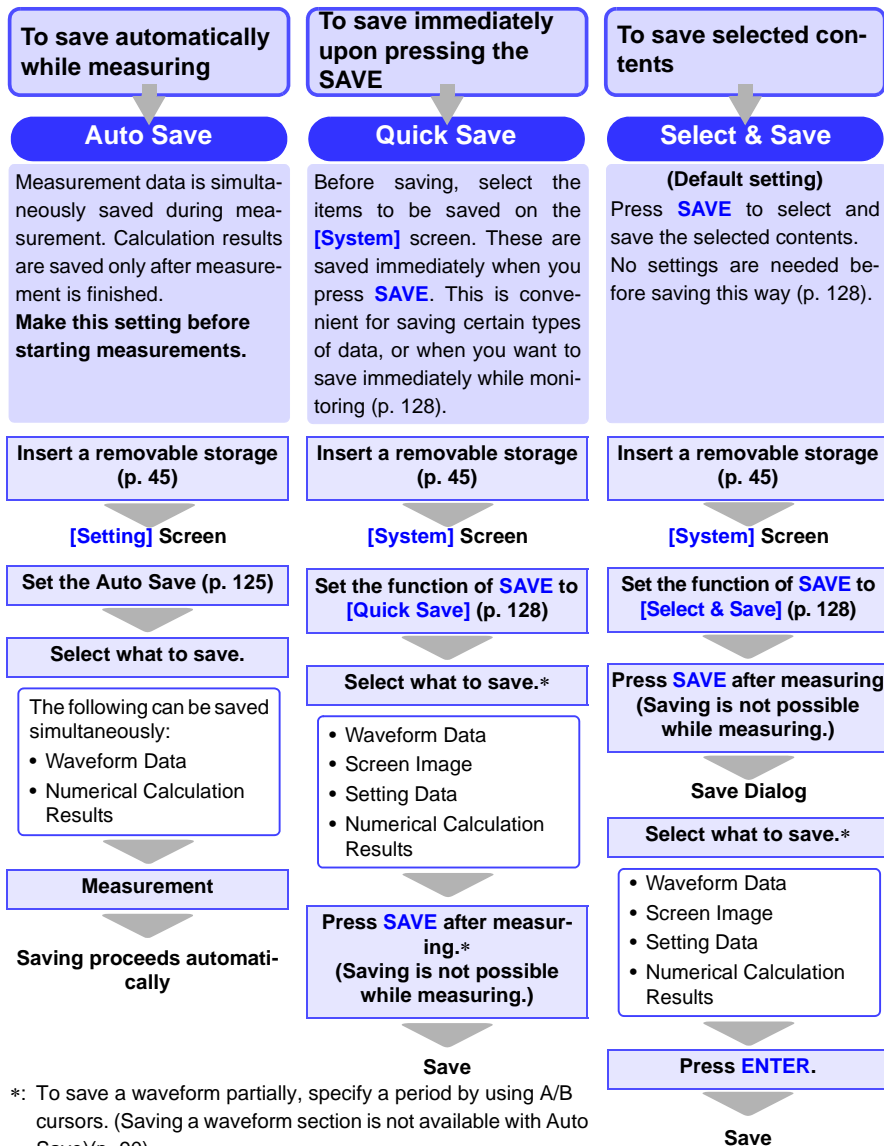 To save automatically
while measuring
Auto Save
Measurement data is simulta-
neously saved during mea-
surement. Calculation results
are saved only after measure-
ment is finished.
Make this setting before
starting measurements.
Insert a removable storage
(p. 45)
[Setting] Screen
Set the Auto Save (p. 125)
Select what to save.
The following can be saved
simultaneously:
• Waveform Data
• Numerical Calculation
Results
Measurement
Saving proceeds automati-
cally
To save immediately
upon pressing the
SAVE
Quick Save
Before saving, select the
items to be saved on the
[System] screen. These are
saved immediately when you
press SAVE. This is conve-
nient for saving certain types
of data, or when you want to
save immediately while moni-
toring (p. 128).
Insert a removable storage
(p. 45)
[System] Screen
Set the function of SAVE to
[Quick Save] (p. 128)
Select what to save.*
• Waveform Data
• Screen Image
• Setting Data
• Numerical Calculation
Results
Press SAVE after measur-
ing.*
(Saving is not possible
while measuring.)
Save
To save selected con-
tents
Select & Save
(Default setting)
Press SAVE to select and
save the selected contents.
No settings are needed be-
fore saving this way (p. 128).
Insert a removable storage
(p. 45)
[System] Screen
Set the function of SAVE to
[Select & Save] (p. 128)
Press SAVE after measuring
(Saving is not possible
while measuring.)
Save Dialog
Select what to save.*
• Waveform Data
• Screen Image
• Setting Data
• Numerical Calculation
Results
Press ENTER.
Save
*: To save a waveform partially, specify a period by using A/B
cursors. (Saving a waveform section is not available with Auto